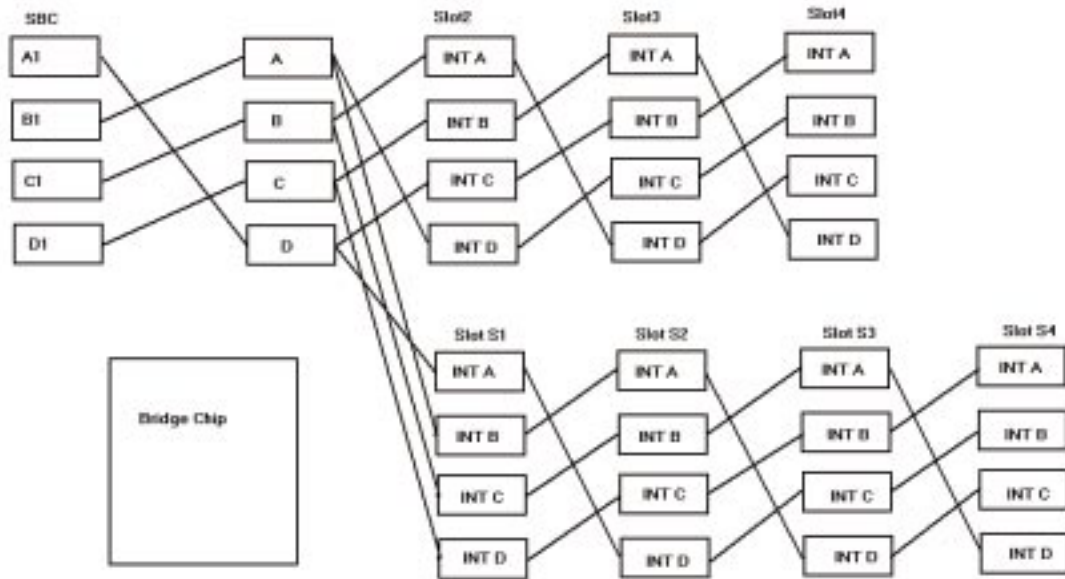 SBC Slot2 Slot3 Slot4
A1 A INT A INT A INT A
B1 B INT B INT B INT B
C1 C INT C INT C INT C
D1 D INT D INT D INT D
Slot S1 Slot S2 Slot S3 Slot S4
INT A INT A INT A INT A
Bridge Chip
INT B INT B INT B INT B
INT C INT C INT C INT C
INT D INT D INT D INT D